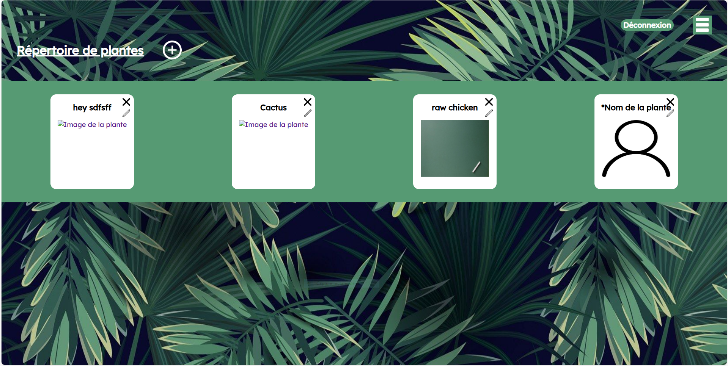 Déconnexion
Répertoire de plantes
hey sdfsff
Image de la plante
Cactus
Image de la plante
raw chicken
*Nom de la plante